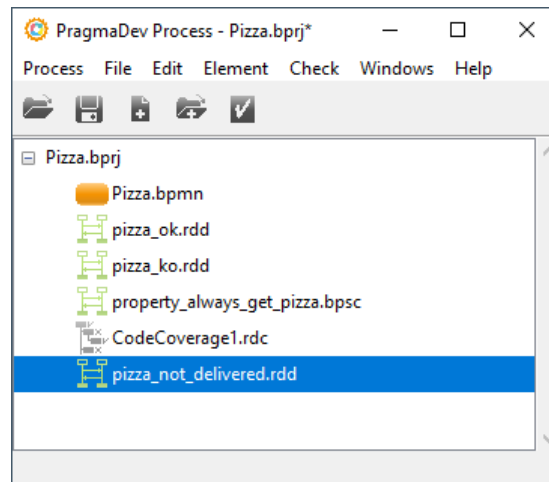 PragmaDev Process - Pizza.bprj*
Process File Edit Element Check Windows Help
Pizza.bprj
Pizza.bpmn
pizza_ok.rdd
pizza_ko.rdd
property_always_get_pizza.bpsc
CodeCoverage1.rdc
pizza_not_delivered.rdd